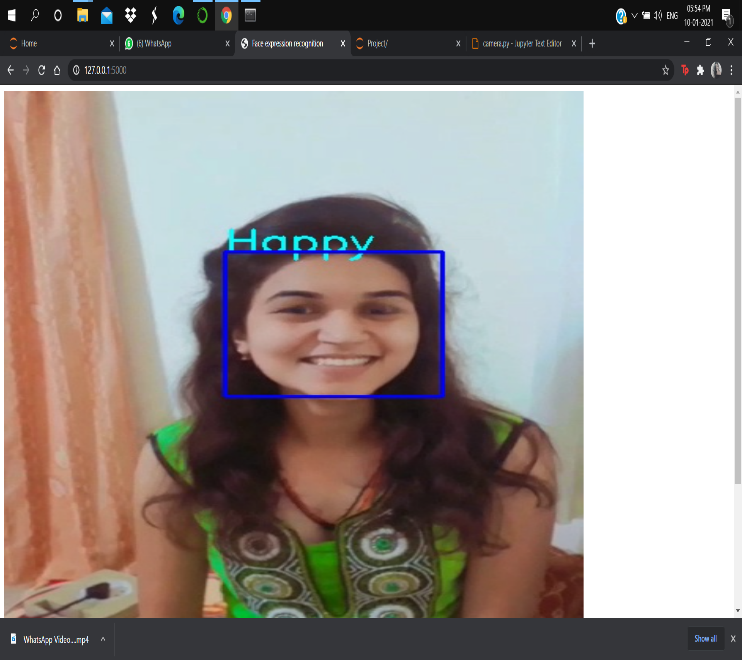 03:54 PM
ENG
10-01-2021
Home
(6) WhatsApp
Face expression recognition
Project/
camera.py - Jupyter Text Editor
127.0.0.1:5000
Happy
WhatsApp Video....mp4
Show all